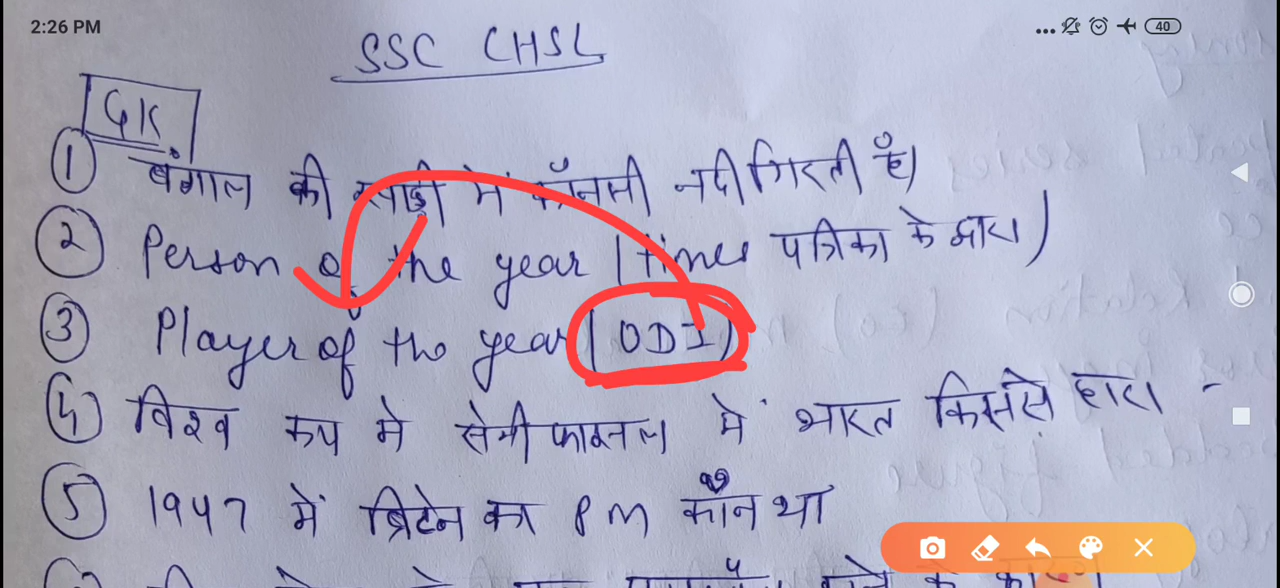 2:26 PM
40
SSC CHSL
GK
① बंगाल की खाड़ी में कॉनसी नदी गिरती है।
② Person of the year (times पत्रिका के द्वारा)
③ Player of the year (ODI)
④ विश्व कप मे सेमीफाइनल में भारत किससे हारा -
⑤ 1947 में ब्रिटेन का PM कौन था